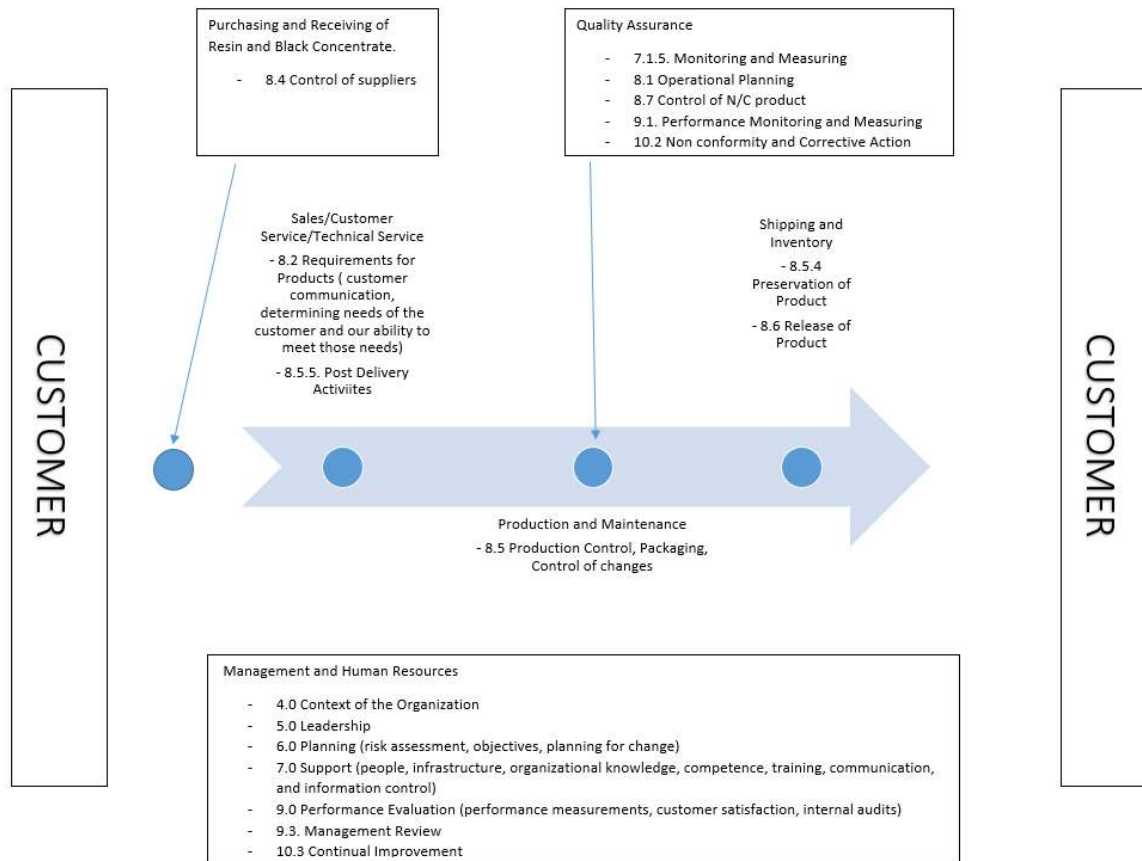 Purchasing and Receiving of
Resin and Black Concentrate.
- 8.4 Control of suppliers
Quality Assurance
- 7.1.5. Monitoring and Measuring
- 8.1 Operational Planning
- 8.7 Control of N/C product
- 9.1. Performance Monitoring and Measuring
- 10.2 Non conformity and Corrective Action
CUSTOMER
Sales/Customer
Service/Technical Service
- 8.2 Requirements for
Products ( customer
communication,
determining needs of the
customer and our ability to
meet those needs)
- 8.5.5. Post Delivery
Activiites
Shipping and
Inventory
- 8.5.4
Preservation of
Product
- 8.6 Release of
Product
CUSTOMER
Production and Maintenance
- 8.5 Production Control, Packaging,
Control of changes
Management and Human Resources
- 4.0 Context of the Organization
- 5.0 Leadership
- 6.0 Planning (risk assessment, objectives, planning for change)
- 7.0 Support (people, infrastructure, organizational knowledge, competence, training, communication,
and information control)
- 9.0 Performance Evaluation (performance measurements, customer satisfaction, internal audits)
- 9.3. Management Review
- 10.3 Continual Improvement